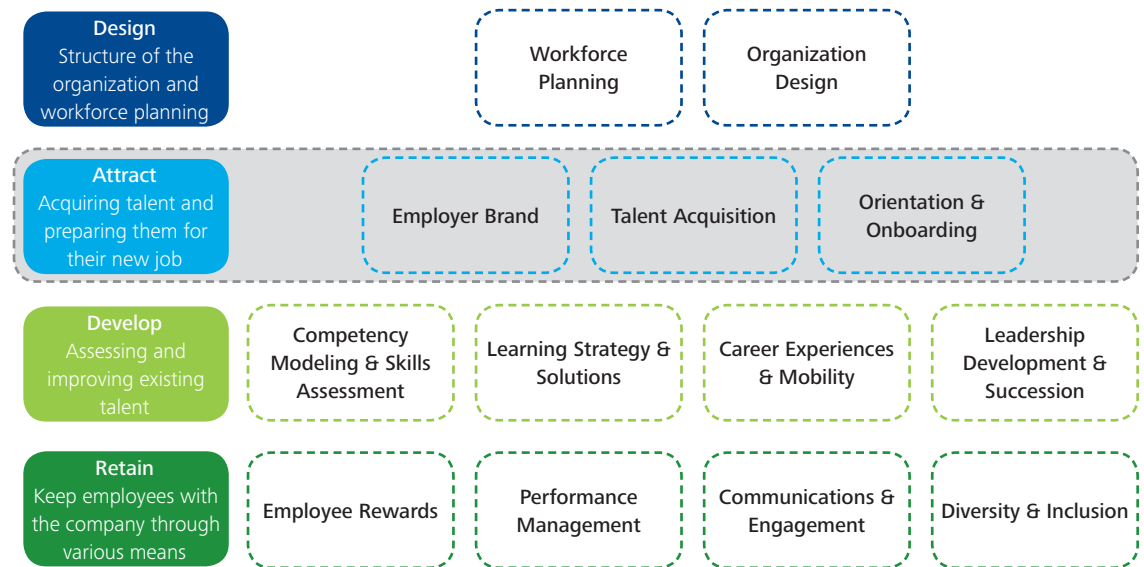 Design
Structure of the
organization and
workforce planning
Workforce
Planning
Organization
Design
Attract
Acquiring talent and
preparing them for
their new job
Employer Brand
Talent Acquisition
Orientation &
Onboarding
Develop
Assessing and
improving existing
talent
Competency
Modeling & Skills
Assessment
Learning Strategy &
Solutions
Career Experiences
& Mobility
Leadership
Development &
Succession
Retain
Keep employees with
the company through
various means
Employee Rewards
Performance
Management
Communications &
Engagement
Diversity & Inclusion